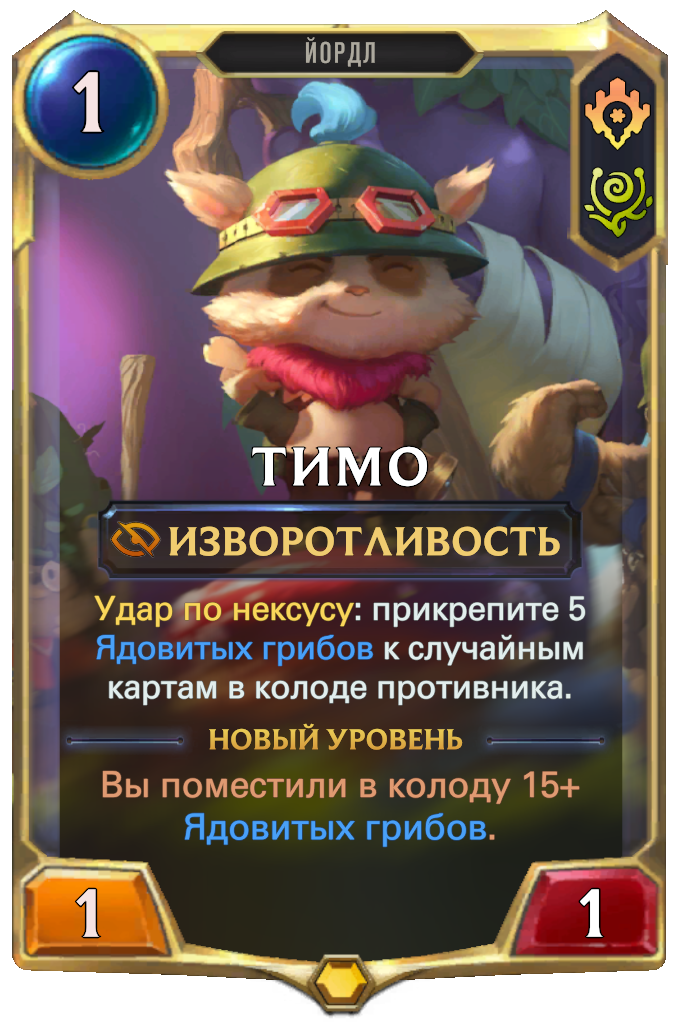 ЙОРДЛ
1
ТИМО
ИЗВОРОТЛИВОСТЬ
Удар по нексусу: прикрепите 5
Ядовитых грибов к случайным
картам в колоде противника.
НОВЫЙ УРОВЕНЬ
Вы поместили в колоду 15+
Ядовитых грибов.
1
1